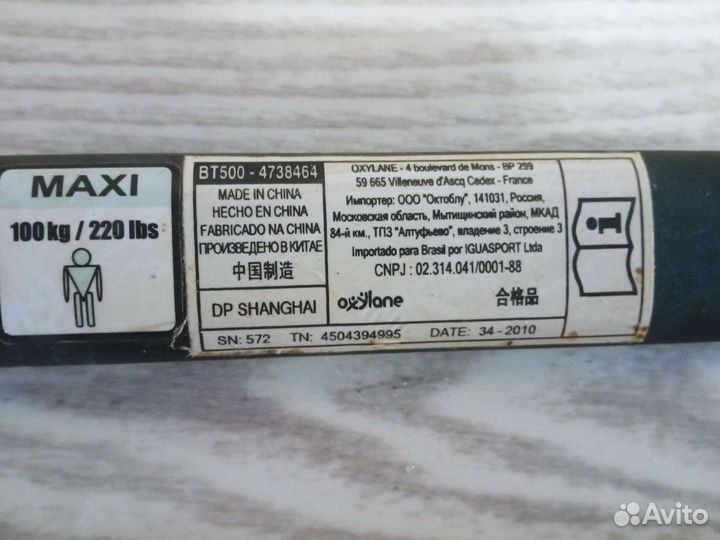 MAXI
100 kg / 220 lbs
BT500 - 4738464
MADE IN CHINA
HECHO EN CHINA
FABRICADO NA CHINA
ПРОИЗВЕДЕНО В КИТАЕ
中国制造
DP SHANGHAI
OXYLANE - 4 boulevard de Mons - BP 299
59 665 Villeneuve d'Ascq Cedex - France
Импортер: ООО "Октоблу", 141031, Россия,
Московская область, Мытищинский район, МКАД
84-й км., ТПЗ "Алтуфьево", владение 3, строение 3
Importado para Brasil por iGUASPORT Ltda
CNPJ : 02.314.041/0001-88
oxylane 合格品
SN: 572 TN: 4504394995 DATE: 34-2010
i
Avito